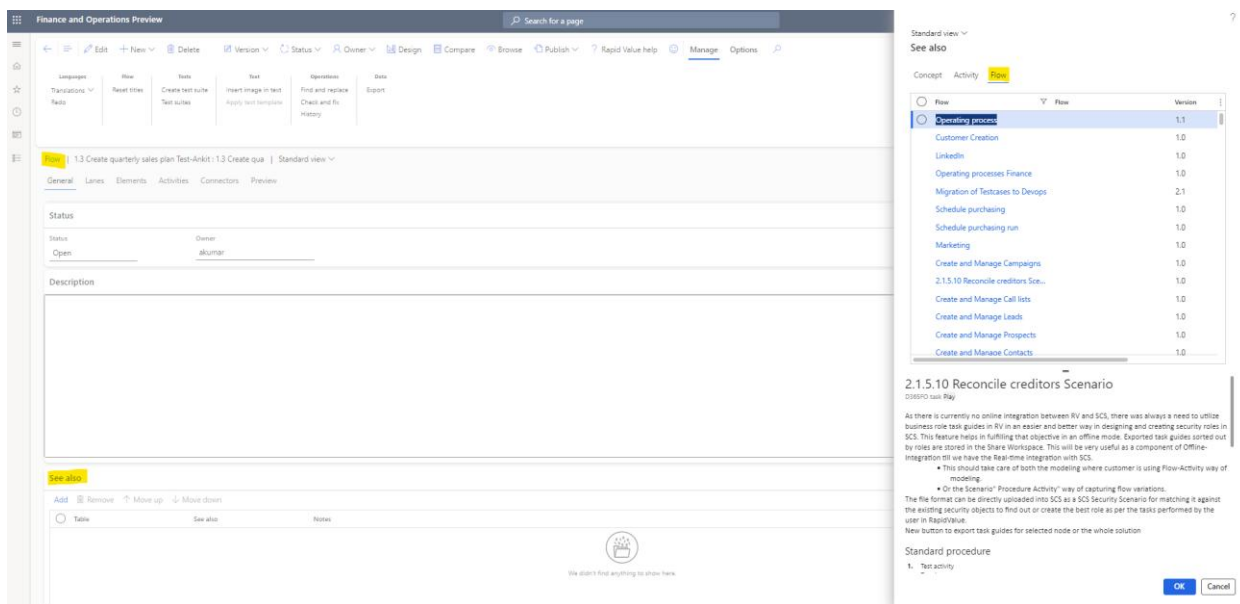 Finance and Operations Preview
Search for a page
Edit New Delete Version Status Owner Design Compare Browse Publish Rapid Value help Manage Options
Languages Flow Tools Text Operations Data
Translations Reset titles Create test suite Insert image in text Find and replace Export
Redo Test suites Apply text template Check and fix
History
Flow | 1.3 Create quarterly sales plan Test-Ankit : 1.3 Create qua | Standard view
General Lanes Elements Activities Connectors Preview
Status
Status Owner
Open akumar
Description
See also
Add Remove Move up Move down
Table See also Notes
We didn't find anything to show here.
?
Standard view
See also
Concept Activity Flow
Flow Flow Version
Operating process 1.1
Customer Creation 1.0
LinkedIn 1.0
Operating processes Finance 1.0
Migration of Testcases to Devops 2.1
Schedule purchasing 1.0
Schedule purchasing run 1.0
Marketing 1.0
Create and Manage Campaigns 1.0
2.1.5.10 Reconcile creditors Sce... 1.0
Create and Manage Call lists 1.0
Create and Manage Leads 1.0
Create and Manage Prospects 1.0
Create and Manage Contacts 1.0
2.1.5.10 Reconcile creditors Scenario
D365FO task Play
As there is currently no online integration between RV and SCS, there was always a need to utilize
business role task guides in RV in an easier and better way in designing and creating security roles in
SCS. This feature helps in fulfilling that objective in an offline mode. Exported task guides sorted out
by roles are stored in the Share Workspace. This will be very useful as a component of Offline-
Integration till we have the Real-time integration with SCS.
• This should take care of both the modeling where customer is using Flow-Activity way of
modeling.
• Or the Scenario" Procedure Activity" way of capturing flow variations.
The file format can be directly uploaded into SCS as a SCS Security Scenario for matching it against
the existing security objects to find out or create the best role as per the tasks performed by the
user in RapidValue.
New button to export task guides for selected node or the whole solution
Standard procedure
1. Test activity
OK Cancel